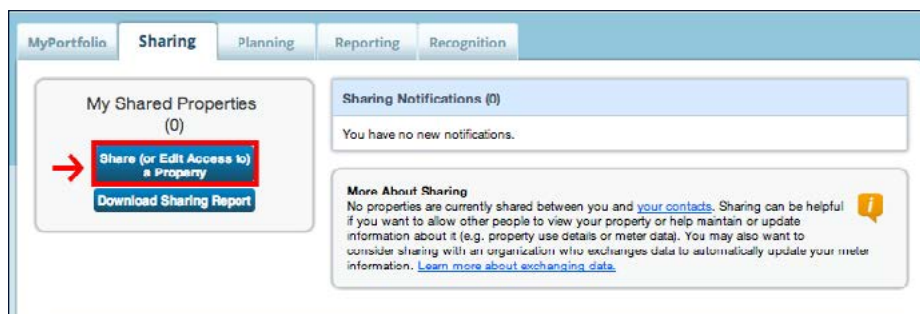 MyPortfolio Sharing Planning Reporting Recognition
My Shared Properties
(0)
Share (or Edit Access to)
a Property
Download Sharing Report
Sharing Notifications (0)
You have no new notifications.
More About Sharing
No properties are currently shared between you and your contacts. Sharing can be helpful
if you want to allow other people to view your property or help maintain or update
information about it (e.g. property use details or meter data). You may also want to
consider sharing with an organization who exchanges data to automatically update your meter
information. Learn more about exchanging data.